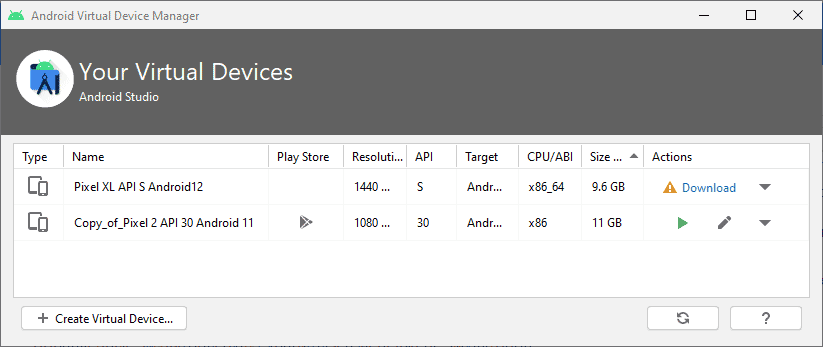 Android Virtual Device Manager
Your Virtual Devices
Android Studio
Type Name Play Store Resoluti... API Target CPU/ABI Size ... Actions
Pixel XL API S Android12 1440 ... S Andr... x86_64 9.6 GB Download
Copy_of_Pixel 2 API 30 Android 11 1080 ... 30 Andr... x86 11 GB
+ Create Virtual Device... ?